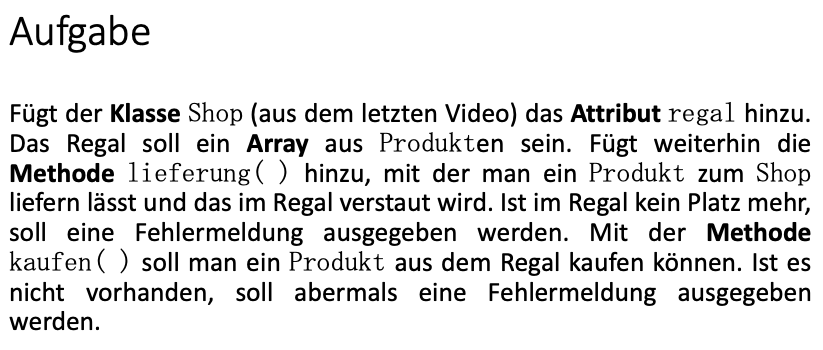 Aufgabe
Fügt der Klasse Shop (aus dem letzten Video) das Attribut regal hinzu.
Das Regal soll ein Array aus Produkten sein. Fügt weiterhin die
Methode lieferung( ) hinzu, mit der man ein Produkt zum Shop
liefern lässt und das im Regal verstaut wird. Ist im Regal kein Platz mehr,
soll eine Fehlermeldung ausgegeben werden. Mit der Methode
kaufen( ) soll man ein Produkt aus dem Regal kaufen können. Ist es
nicht vorhanden, soll abermals eine Fehlermeldung ausgegeben
werden.